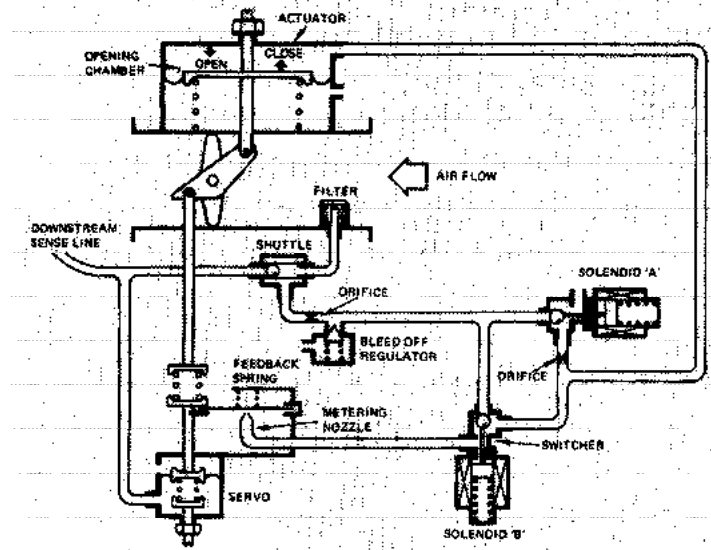 ACTUATOR
OPENING
CHAMBER
OPEN
CLOSE
AIR FLOW
FILTER
DOWNSTREAM
SENSE LINE
SHUTTLE
SOLENOID 'A'
ORIFICE
BLEED OFF
REGULATOR
FEEDBACK
SPRING
ORIFICE
METERING
NOZZLE
SWITCHER
SERVO
SOLENOID 'B'